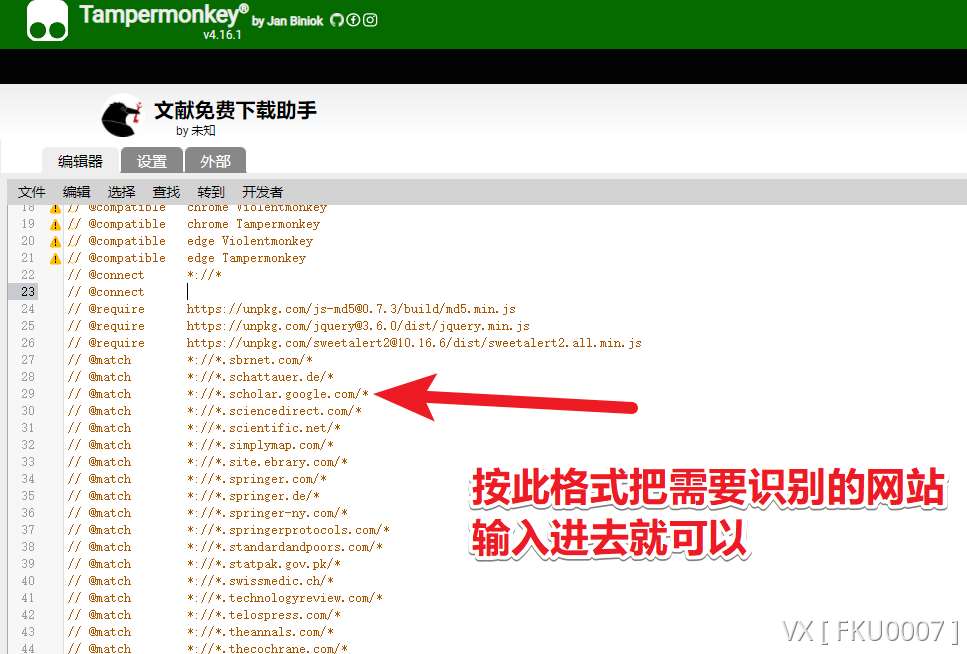 Tampermonkey® by Jan Biniok
v4.16.1
文献免费下载助手
by 未知
编辑器 设置 外部
文件 编辑 选择 查找 转到 开发者
18 // @compatible chrome Violentmonkey
19 // @compatible chrome Tampermonkey
20 // @compatible edge Violentmonkey
21 // @compatible edge Tampermonkey
22 // @connect *://*
23 // @connect
24 // @require https://unpkg.com/js-md5@0.7.3/build/md5.min.js
25 // @require https://unpkg.com/jquery@3.6.0/dist/jquery.min.js
26 // @require https://unpkg.com/sweetalert2@10.16.6/dist/sweetalert2.all.min.js
27 // @match *://*.sbrnet.com/*
28 // @match *://*.schattauer.de/*
29 // @match *://*.scholar.google.com/*
30 // @match *://*.sciencedirect.com/*
31 // @match *://*.scientific.net/*
32 // @match *://*.simplymap.com/*
33 // @match *://*.site.ebrary.com/*
34 // @match *://*.springer.com/*
35 // @match *://*.springer.de/*
36 // @match *://*.springer-ny.com/*
37 // @match *://*.springerprotocols.com/*
38 // @match *://*.standardandpoors.com/*
39 // @match *://*.statpak.gov.pk/*
40 // @match *://*.swissmedic.ch/*
41 // @match *://*.technologyreview.com/*
42 // @match *://*.telospress.com/*
43 // @match *://*.theannals.com/*
44 // @match *://*.thecochrane.com/*
按此格式把需要识别的网站
输入进去就可以
VX [ FKU0007 ]